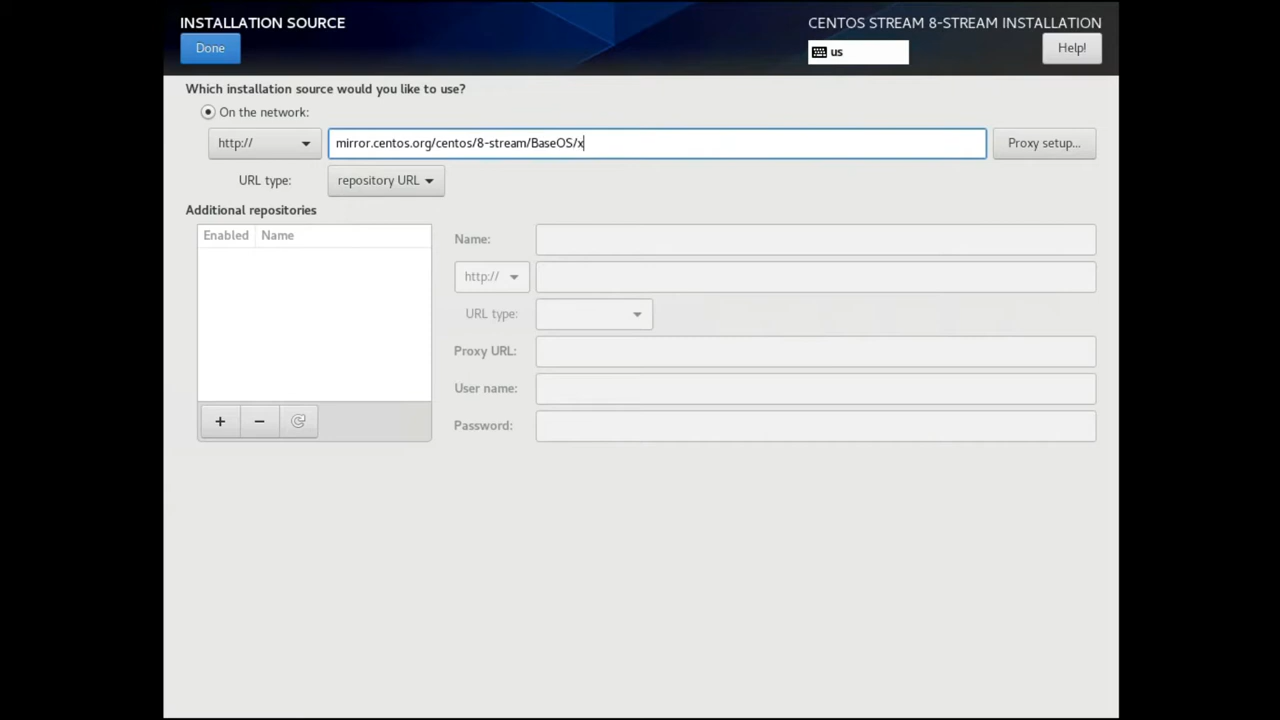 INSTALLATION SOURCE
CENTOS STREAM 8-STREAM INSTALLATION
Done
us
Help!
Which installation source would you like to use?
On the network:
http://
mirror.centos.org/centos/8-stream/BaseOS/x
Proxy setup...
URL type:
repository URL
Additional repositories
Enabled
Name
Name:
http://
URL type:
Proxy URL:
User name:
Password: